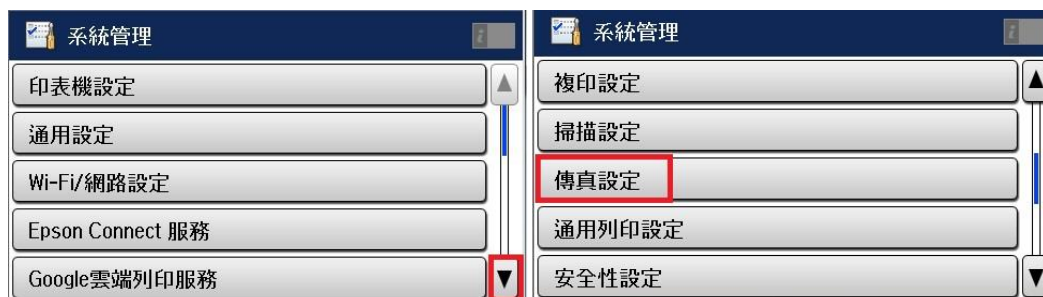 系統管理
印表機設定
通用設定
Wi-Fi/網路設定
Epson Connect 服務
Google雲端列印服務
系統管理
複印設定
掃描設定
傳真設定
通用列印設定
安全性設定